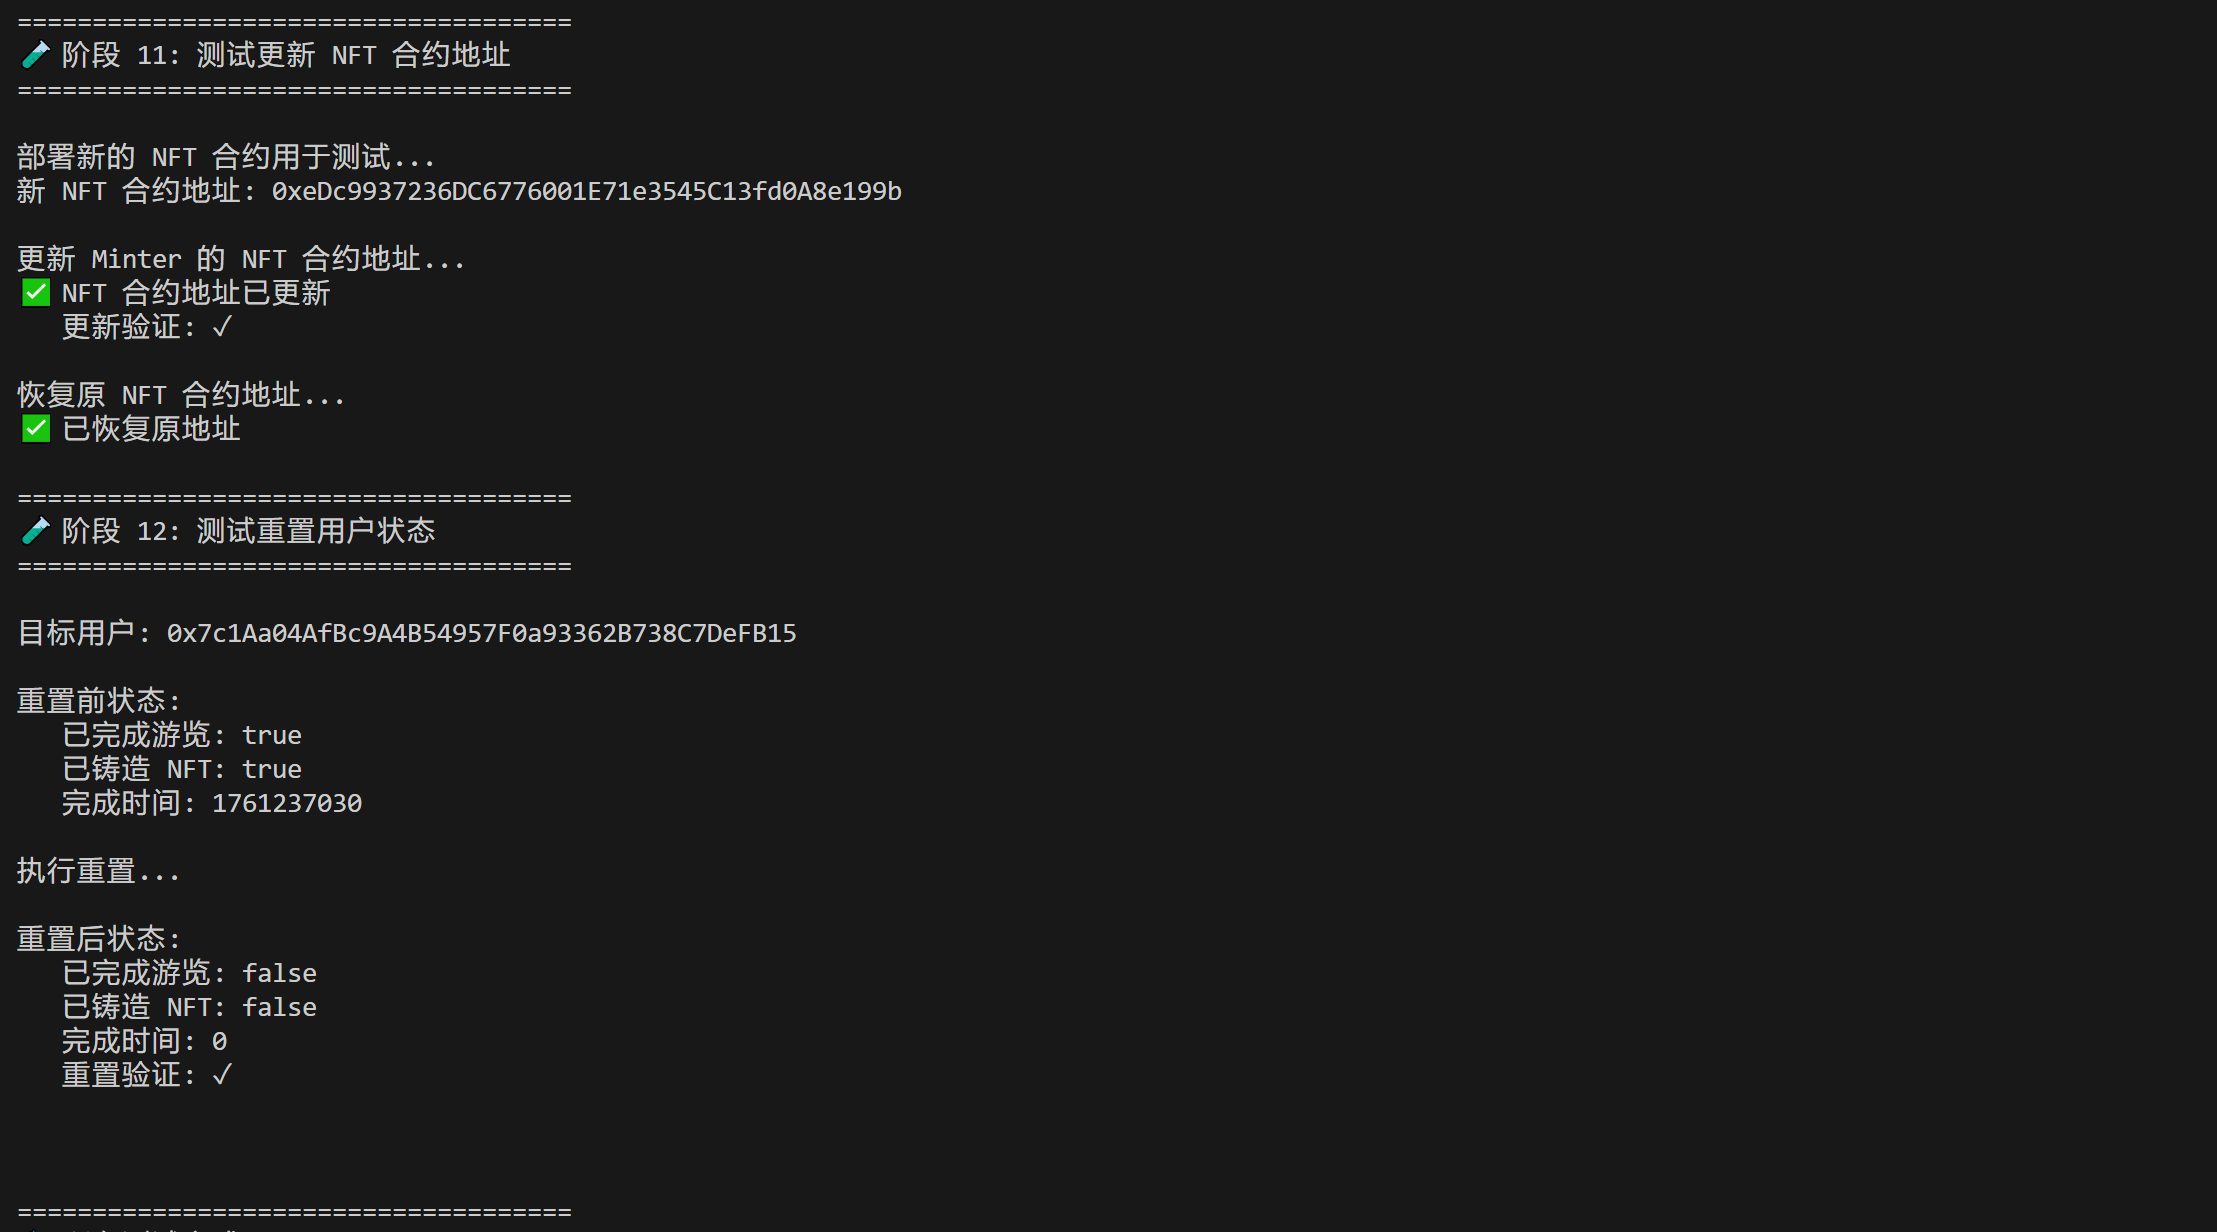 =====================================
🧪 阶段 11: 测试更新 NFT 合约地址
=====================================
部署新的 NFT 合约用于测试...
新 NFT 合约地址: 0xeDc9937236DC6776001E71e3545C13fd0A8e199b
更新 Minter 的 NFT 合约地址...
✅ NFT 合约地址已更新
更新验证: ✓
恢复原 NFT 合约地址...
✅ 已恢复原地址
=====================================
🧪 阶段 12: 测试重置用户状态
=====================================
目标用户: 0x7c1Aa04AfBc9A4B54957F0a93362B738C7DeFB15
重置前状态:
已完成游览: true
已铸造 NFT: true
完成时间: 1761237030
执行重置...
重置后状态:
已完成游览: false
已铸造 NFT: false
完成时间: 0
重置验证: ✓
=====================================